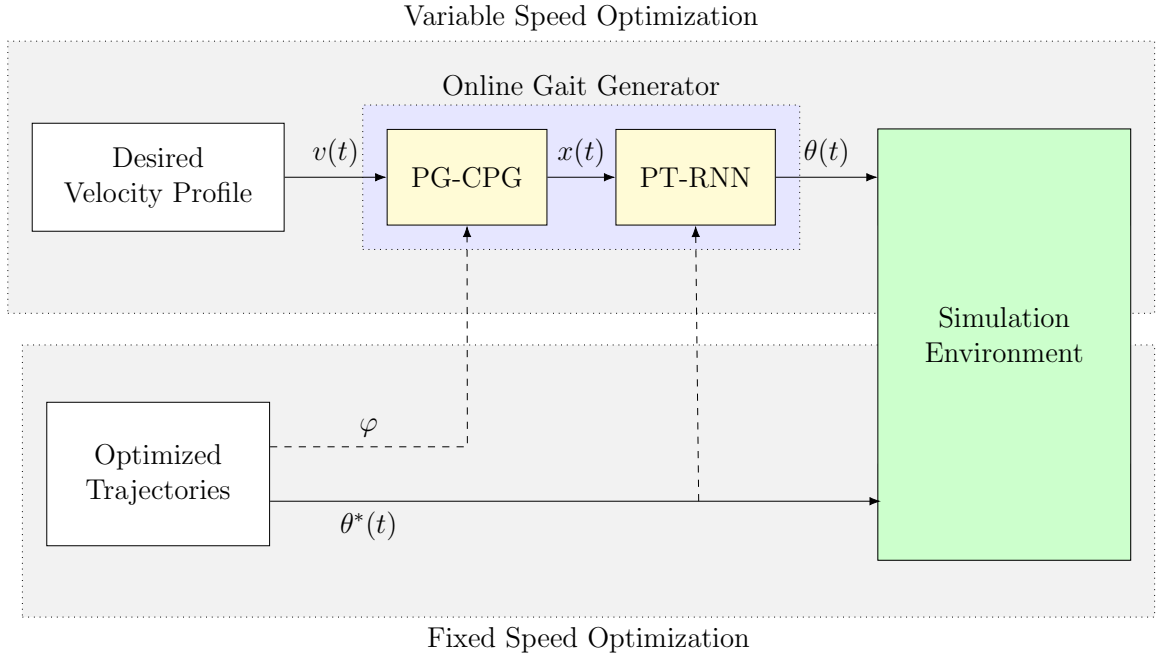 Variable Speed Optimization
Online Gait Generator
Desired
Velocity Profile
v(t)
PG-CPG
x(t)
PT-RNN
θ(t)
Simulation
Environment
Optimized
Trajectories
φ
θ*(t)
Fixed Speed Optimization